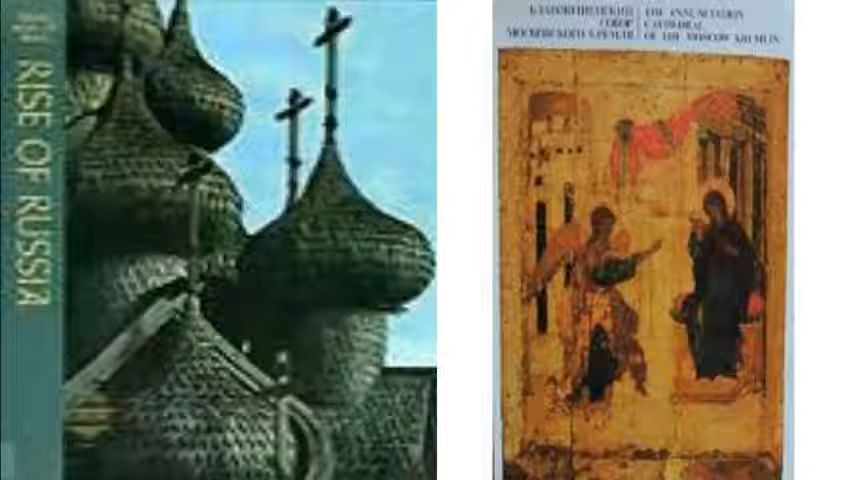 RISE OF RUSSIA
БЛАГОВЕЩЕНСКИЙ
СОБОР
МОСКОВСКОГО КРЕМЛЯ
THE ANNUNCIATION
CATHEDRAL
OF THE MOSCOW KREMLIN